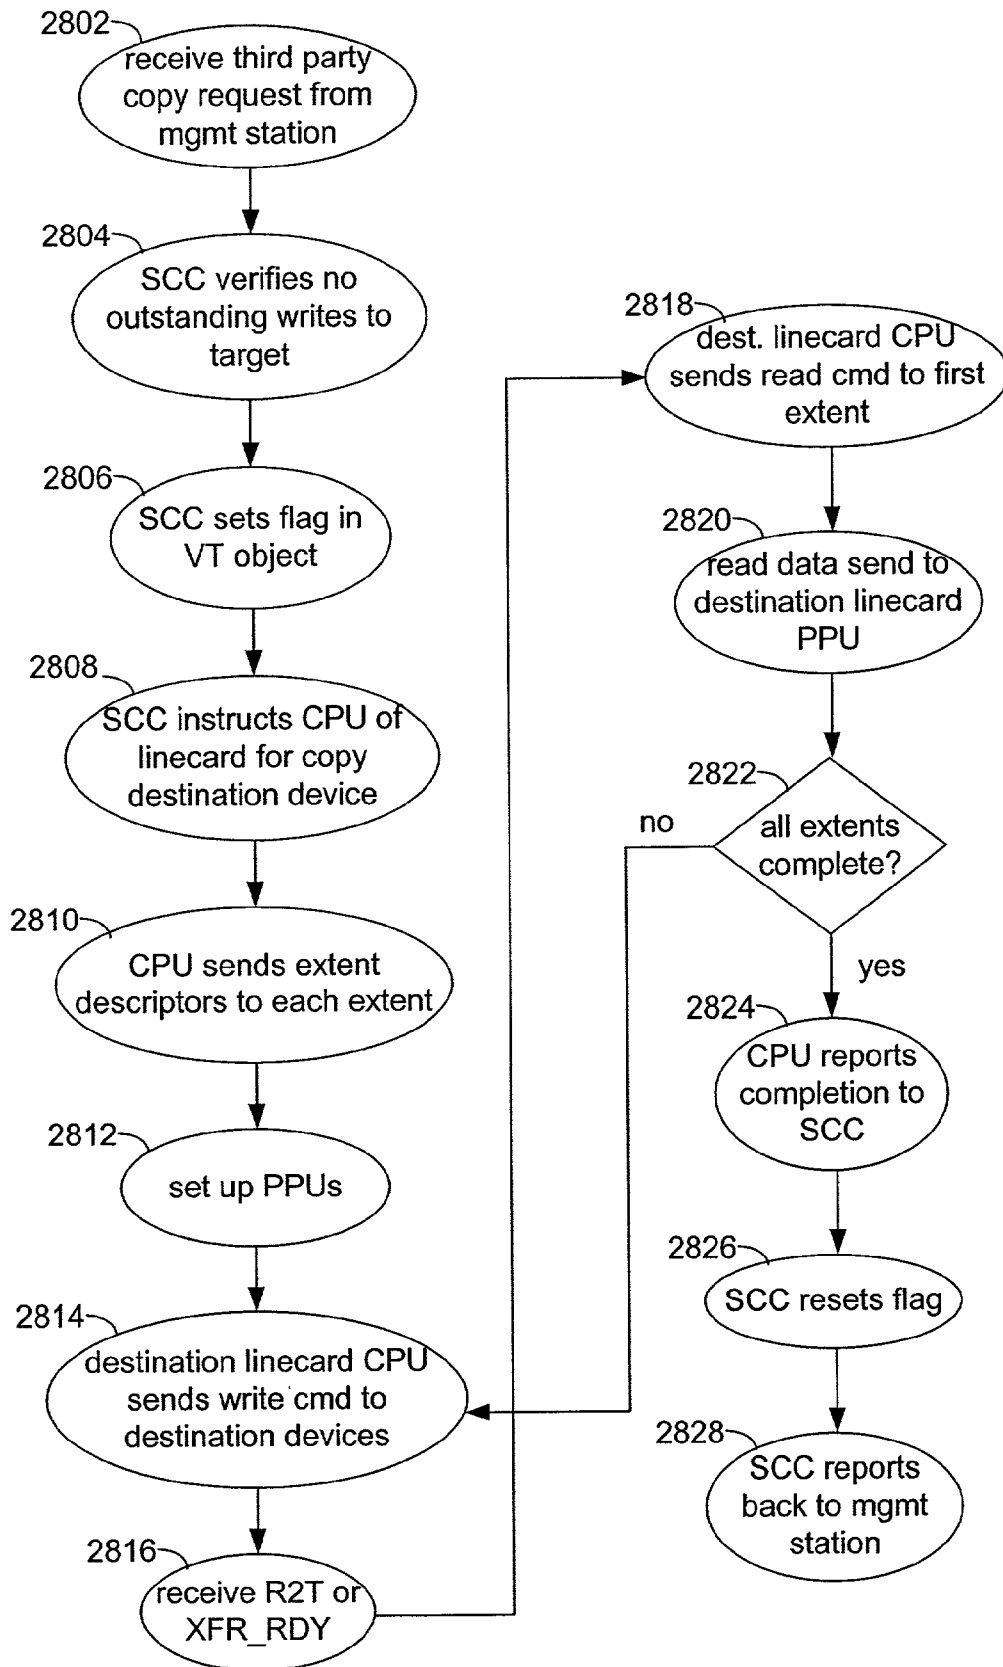 2802
receive third party
copy request from
mgmt station
2804
SCC verifies no
outstanding writes to
target
2806
SCC sets flag in
VT object
2808
SCC instructs CPU of
linecard for copy
destination device
2810
CPU sends extent
descriptors to each extent
2812
set up PPUs
2814
destination linecard CPU
sends write cmd to
destination devices
2816
receive R2T or
XFR_RDY
2818
dest. linecard CPU
sends read cmd to first
extent
2820
read data send to
destination linecard
PPU
2822
all extents
complete?
no
yes
2824
CPU reports
completion to
SCC
2826
SCC resets flag
2828
SCC reports
back to mgmt
station